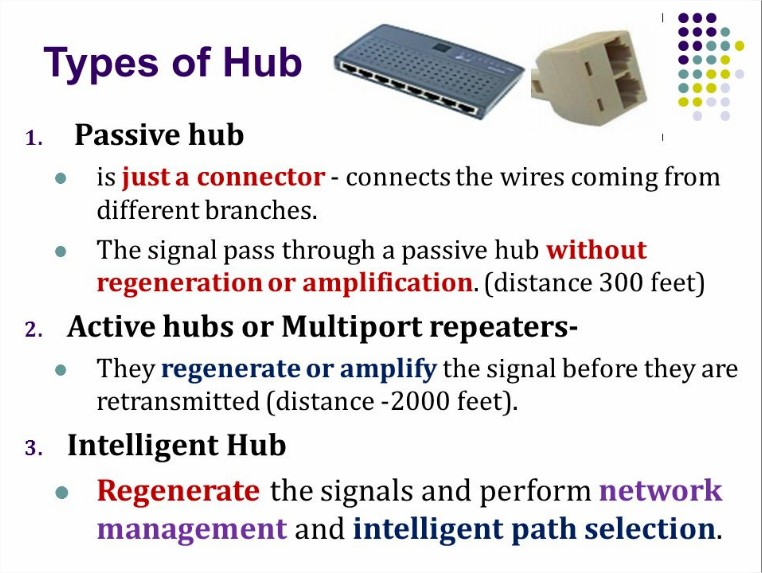 Types of Hub
1. Passive hub
is just a connector - connects the wires coming from
different branches.
The signal pass through a passive hub without
regeneration or amplification. (distance 300 feet)
2. Active hubs or Multiport repeaters-
They regenerate or amplify the signal before they are
retransmitted (distance -2000 feet).
3. Intelligent Hub
Regenerate the signals and perform network
management and intelligent path selection.